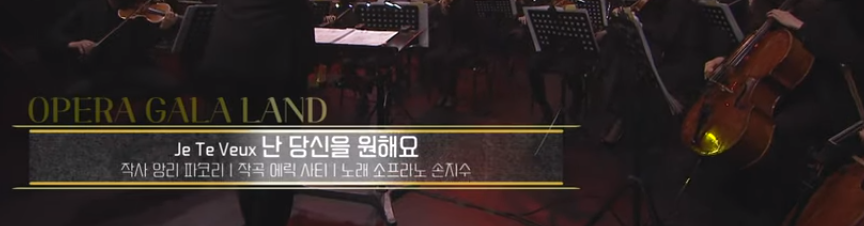 OPERA GALA LAND
Je Te Veux 난 당신을 원해요
작사 앙리 파코리 | 작곡 에릭 사티 | 노래 소프라노 손지수